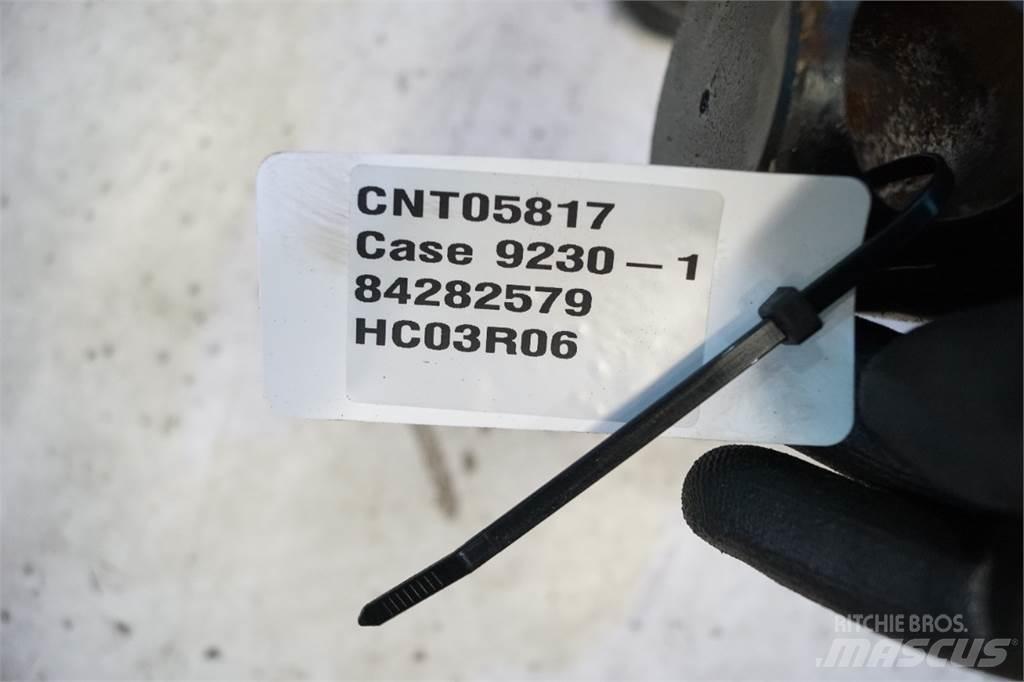 CNT05817
Case 9230-1
84282579
HC03R06
RITCHIE BROS.
MASCUS